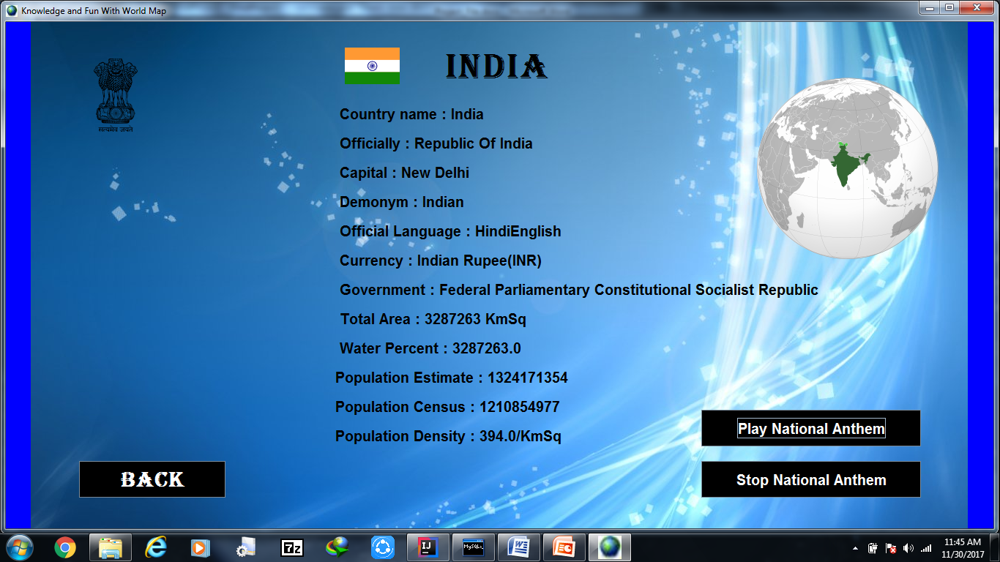 Knowledge and Fun With World Map
INDIA
सत्यमेव जयते
Country name : India
Officially : Republic Of India
Capital : New Delhi
Demonym : Indian
Official Language : HindiEnglish
Currency : Indian Rupee(INR)
Government : Federal Parliamentary Constitutional Socialist Republic
Total Area : 3287263 KmSq
Water Percent : 3287263.0
Population Estimate : 1324171354
Population Census : 1210854977
Population Density : 394.0/KmSq
Play National Anthem
BACK
Stop National Anthem
7z
IJ
MySQL
W
P
11:45 AM
11/30/2017